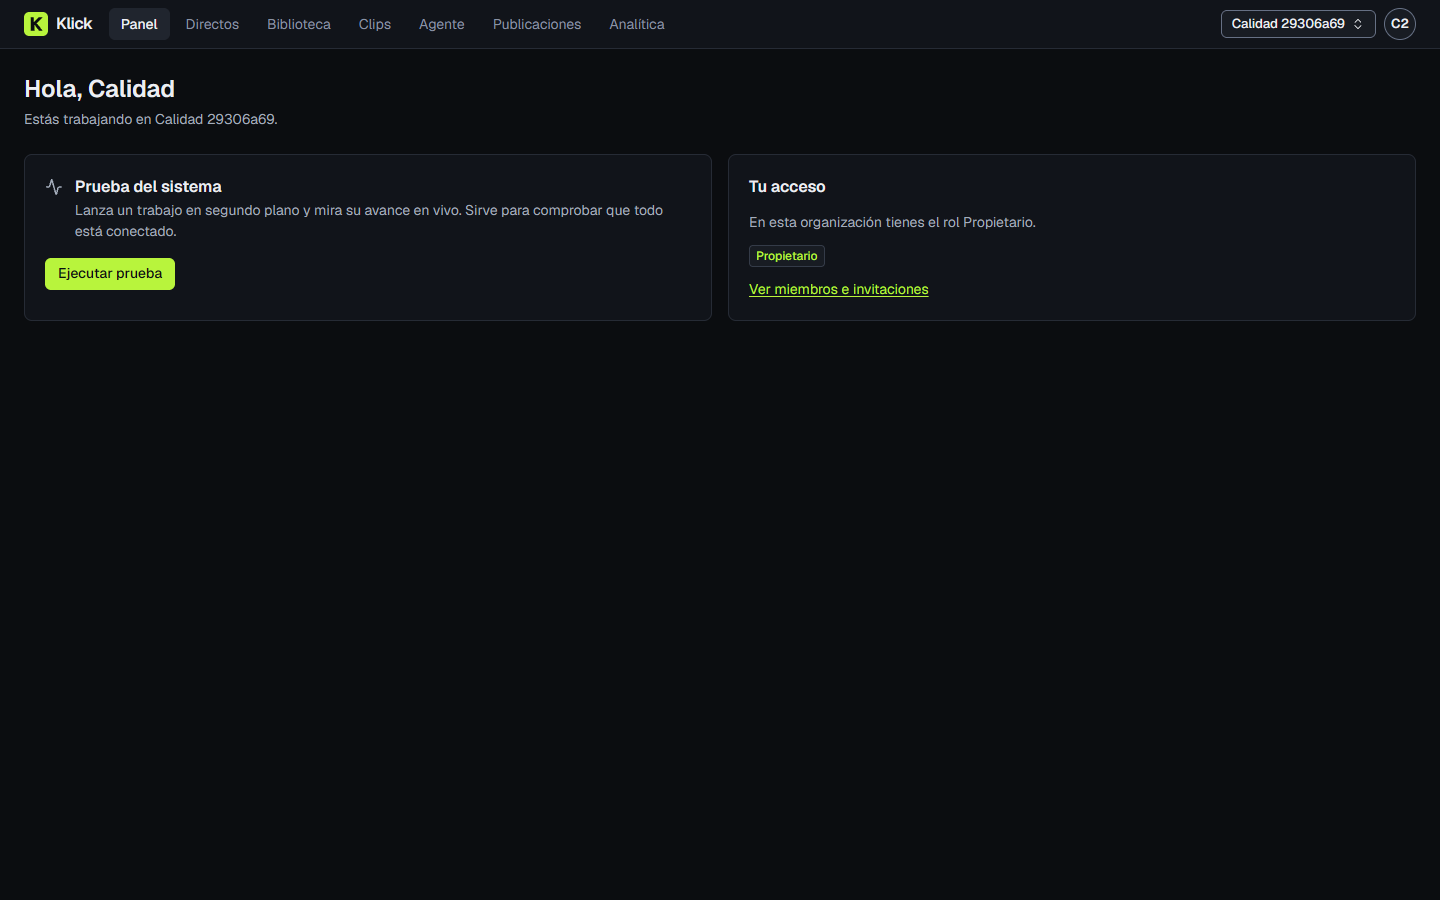 K Klick Panel Directos Biblioteca Clips Agente Publicaciones Analítica Calidad 29306a69 C2
Hola, Calidad
Estás trabajando en Calidad 29306a69.
Prueba del sistema
Lanza un trabajo en segundo plano y mira su avance en vivo. Sirve para comprobar que todo
está conectado.
Ejecutar prueba
Tu acceso
En esta organización tienes el rol Propietario.
Propietario
Ver miembros e invitaciones